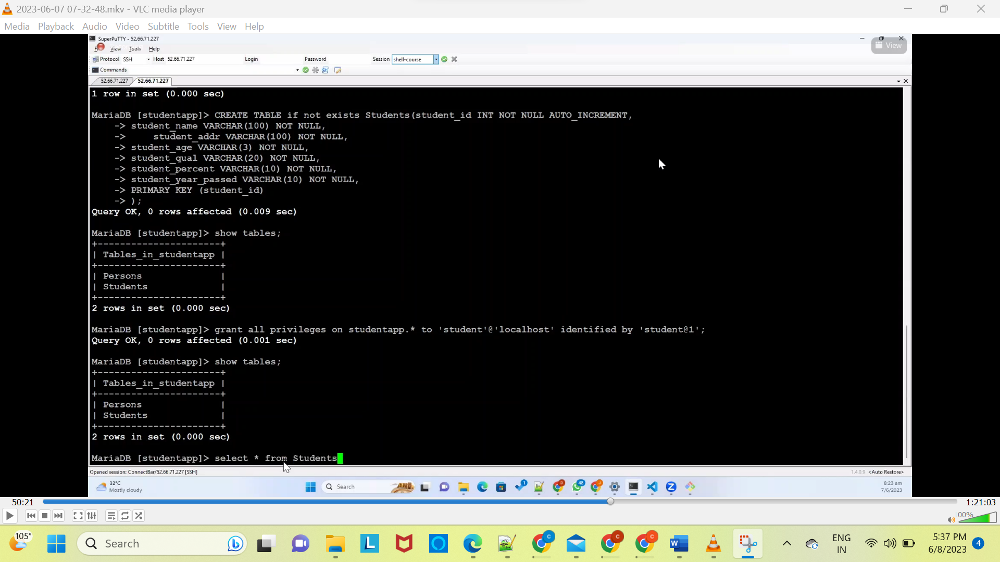 2023-06-07 07-32-48.mkv - VLC media player
Media Playback Audio Video Subtitle Tools View Help
SuperPuTTY - 52.66.71.227
View Tools Help
View
Protocol SSH Host 52.66.71.227 Login Password Session shell-course
Commands
52.66.71.227 52.66.71.227
1 row in set (0.000 sec)
MariaDB [studentapp]> CREATE TABLE if not exists Students(student_id INT NOT NULL AUTO_INCREMENT,
-> student_name VARCHAR(100) NOT NULL,
-> student_addr VARCHAR(100) NOT NULL,
-> student_age VARCHAR(3) NOT NULL,
-> student_qual VARCHAR(20) NOT NULL,
-> student_percent VARCHAR(10) NOT NULL,
-> student_year_passed VARCHAR(10) NOT NULL,
-> PRIMARY KEY (student_id)
-> );
Query OK, 0 rows affected (0.009 sec)
MariaDB [studentapp]> show tables;
+----------------------+
| Tables_in_studentapp |
+----------------------+
| Persons |
| Students |
+----------------------+
2 rows in set (0.000 sec)
MariaDB [studentapp]> grant all privileges on studentapp.* to 'student'@'localhost' identified by 'student@1';
Query OK, 0 rows affected (0.001 sec)
MariaDB [studentapp]> show tables;
+----------------------+
| Tables_in_studentapp |
+----------------------+
| Persons |
| Students |
+----------------------+
2 rows in set (0.000 sec)
MariaDB [studentapp]> select * from Students
Opened session: ConnectBar/52.66.71.227 [SSH] 1.4.0.9 <Auto Restore>
32°C
Mostly cloudy
Search
1
48
8:23 am
7/6/2023
50:21 1:21:03
100%
105°
Search
ENG
IN
5:37 PM
6/8/2023
4